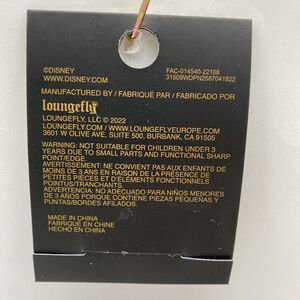 ©DISNEY
WWW.DISNEY.COM
FAC-014540-22108
31509WDPN2587041822
MANUFACTURED BY / FABRIQUÉ PAR / FABRICADO POR
loungefly
LOUNGEFLY, LLC © 2022
LOUNGEFLY.COM / WWW.LOUNGEFLYEUROPE.COM
3601 W OLIVE AVE, SUITE 500, BURBANK, CA 91505
WARNING: NOT SUITABLE FOR CHILDREN UNDER 3
YEARS DUE TO SMALL PARTS AND FUNCTIONAL SHARP
POINT/EDGE.
AVERTISSEMENT: NE CONVIENT PAS AUX ENFANTS DE
MOINS DE 3 ANS EN RAISON DE LA PRÉSENCE DE
PETITES PIÈCES ET D'ÉLÉMENTS FONCTIONNELS
POINTUS/TRANCHANTS.
ADVERTENCIA: NO ADECUADO PARA NIÑOS MENORES
DE 3 AÑOS PORQUE CONTIENE PIEZAS PEQUEÑAS Y
PUNTAS/BORDES AFILADOS.
MADE IN CHINA
FABRIQUÉ EN CHINE
HECHO EN CHINA